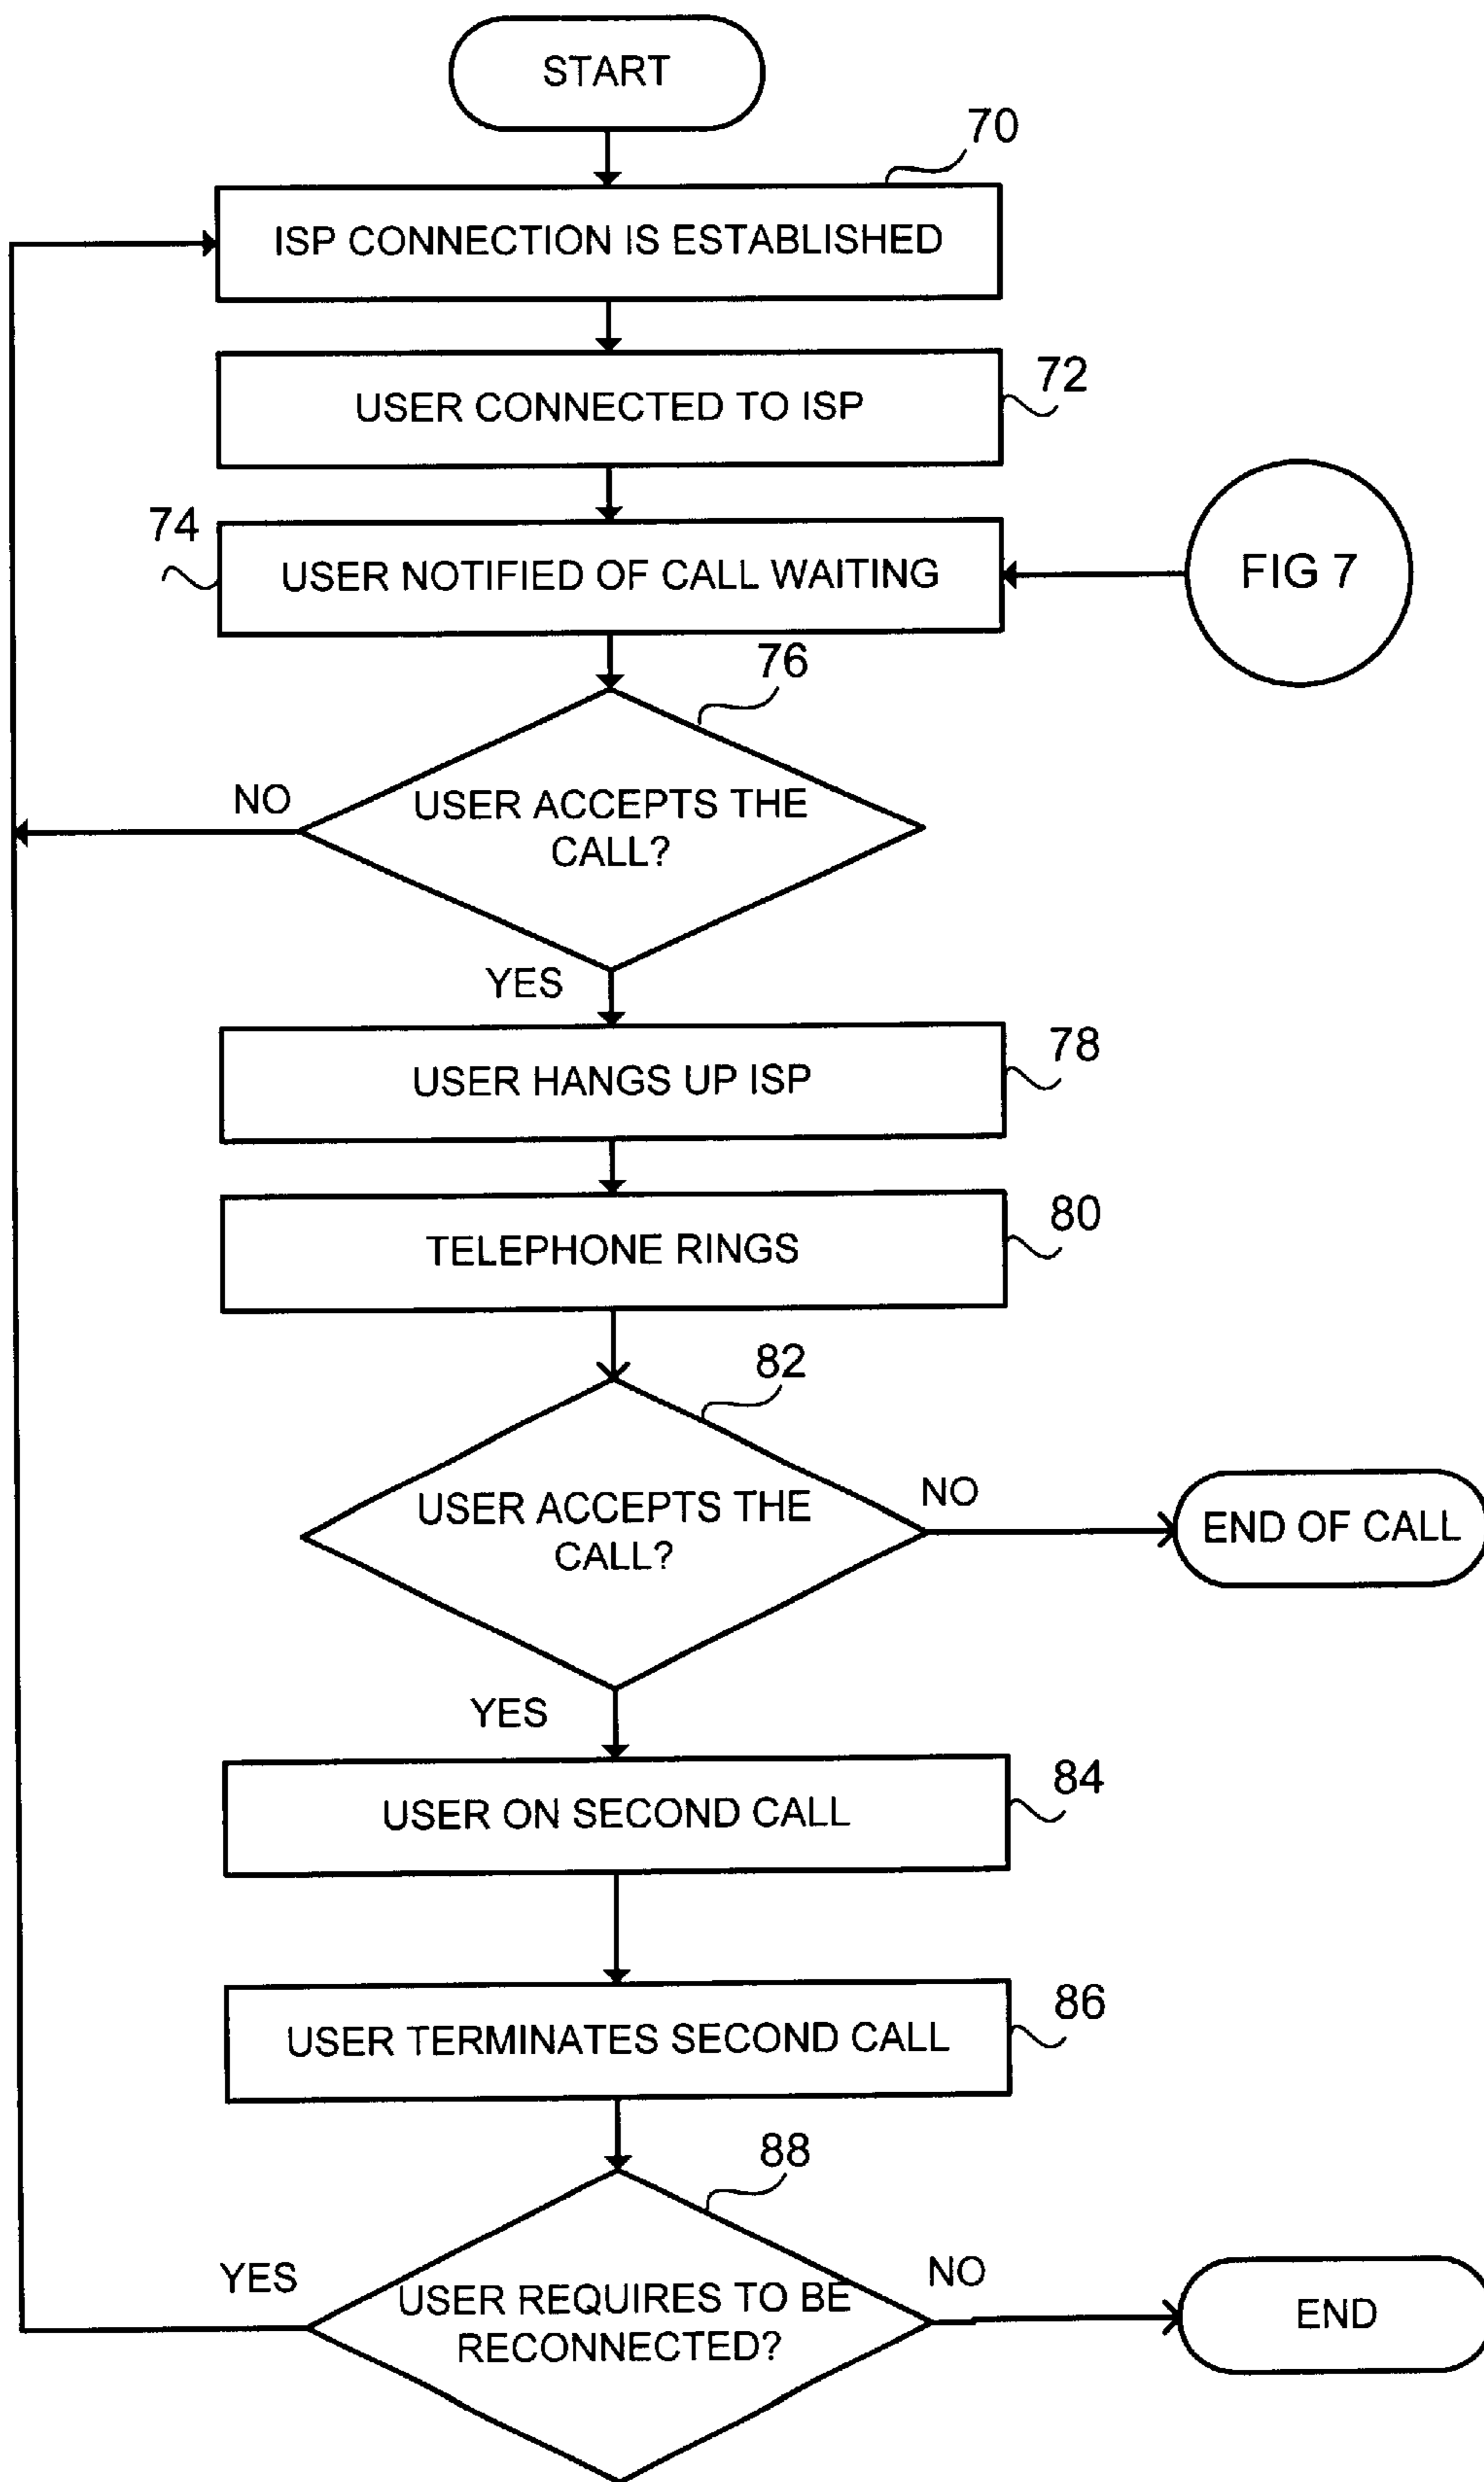 START
70
ISP CONNECTION IS ESTABLISHED
USER CONNECTED TO ISP
72
74
USER NOTIFIED OF CALL WAITING
FIG 7
76
NO
USER ACCEPTS THE
CALL?
YES
78
USER HANGS UP ISP
80
TELEPHONE RINGS
82
USER ACCEPTS THE
CALL?
NO
END OF CALL
YES
84
USER ON SECOND CALL
86
USER TERMINATES SECOND CALL
88
YES
USER REQUIRES TO BE
RECONNECTED?
NO
END